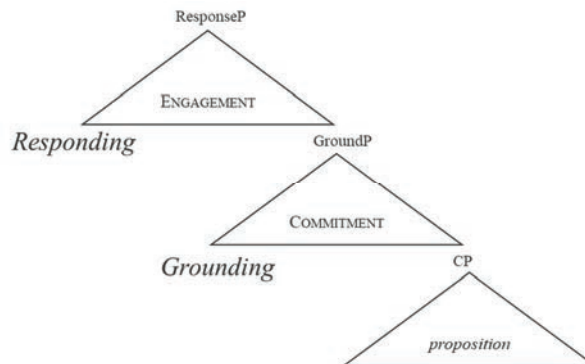 ResponseP
ENGAGEMENT
Responding
GroundP
COMMITMENT
Grounding
CP
proposition